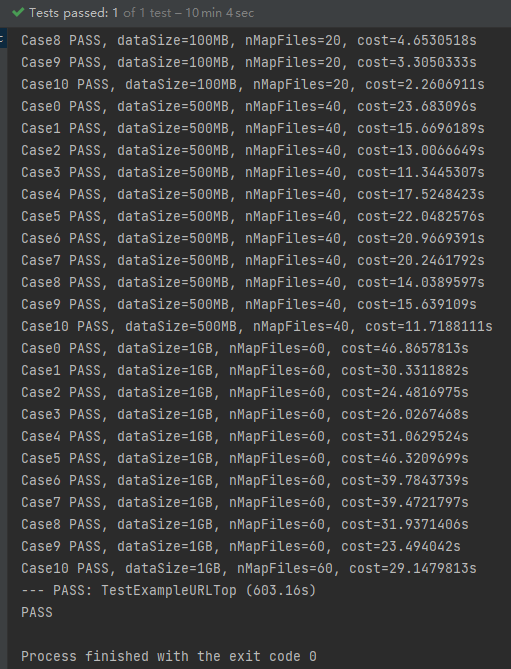 Tests passed: 1 of 1 test – 10 min 4 sec
Case8 PASS, dataSize=100MB, nMapFiles=20, cost=4.6530518s
Case9 PASS, dataSize=100MB, nMapFiles=20, cost=3.3050333s
Case10 PASS, dataSize=100MB, nMapFiles=20, cost=2.2606911s
Case0 PASS, dataSize=500MB, nMapFiles=40, cost=23.683096s
Case1 PASS, dataSize=500MB, nMapFiles=40, cost=15.6696189s
Case2 PASS, dataSize=500MB, nMapFiles=40, cost=13.0066649s
Case3 PASS, dataSize=500MB, nMapFiles=40, cost=11.3445307s
Case4 PASS, dataSize=500MB, nMapFiles=40, cost=17.5248423s
Case5 PASS, dataSize=500MB, nMapFiles=40, cost=22.0482576s
Case6 PASS, dataSize=500MB, nMapFiles=40, cost=20.9669391s
Case7 PASS, dataSize=500MB, nMapFiles=40, cost=20.2461792s
Case8 PASS, dataSize=500MB, nMapFiles=40, cost=14.0389597s
Case9 PASS, dataSize=500MB, nMapFiles=40, cost=15.639109s
Case10 PASS, dataSize=500MB, nMapFiles=40, cost=11.7188111s
Case0 PASS, dataSize=1GB, nMapFiles=60, cost=46.8657813s
Case1 PASS, dataSize=1GB, nMapFiles=60, cost=30.3311882s
Case2 PASS, dataSize=1GB, nMapFiles=60, cost=24.4816975s
Case3 PASS, dataSize=1GB, nMapFiles=60, cost=26.0267468s
Case4 PASS, dataSize=1GB, nMapFiles=60, cost=31.0629524s
Case5 PASS, dataSize=1GB, nMapFiles=60, cost=46.3209699s
Case6 PASS, dataSize=1GB, nMapFiles=60, cost=39.7843739s
Case7 PASS, dataSize=1GB, nMapFiles=60, cost=39.4721797s
Case8 PASS, dataSize=1GB, nMapFiles=60, cost=31.9371406s
Case9 PASS, dataSize=1GB, nMapFiles=60, cost=23.494042s
Case10 PASS, dataSize=1GB, nMapFiles=60, cost=29.1479813s
--- PASS: TestExampleURLTop (603.16s)
PASS
Process finished with the exit code 0